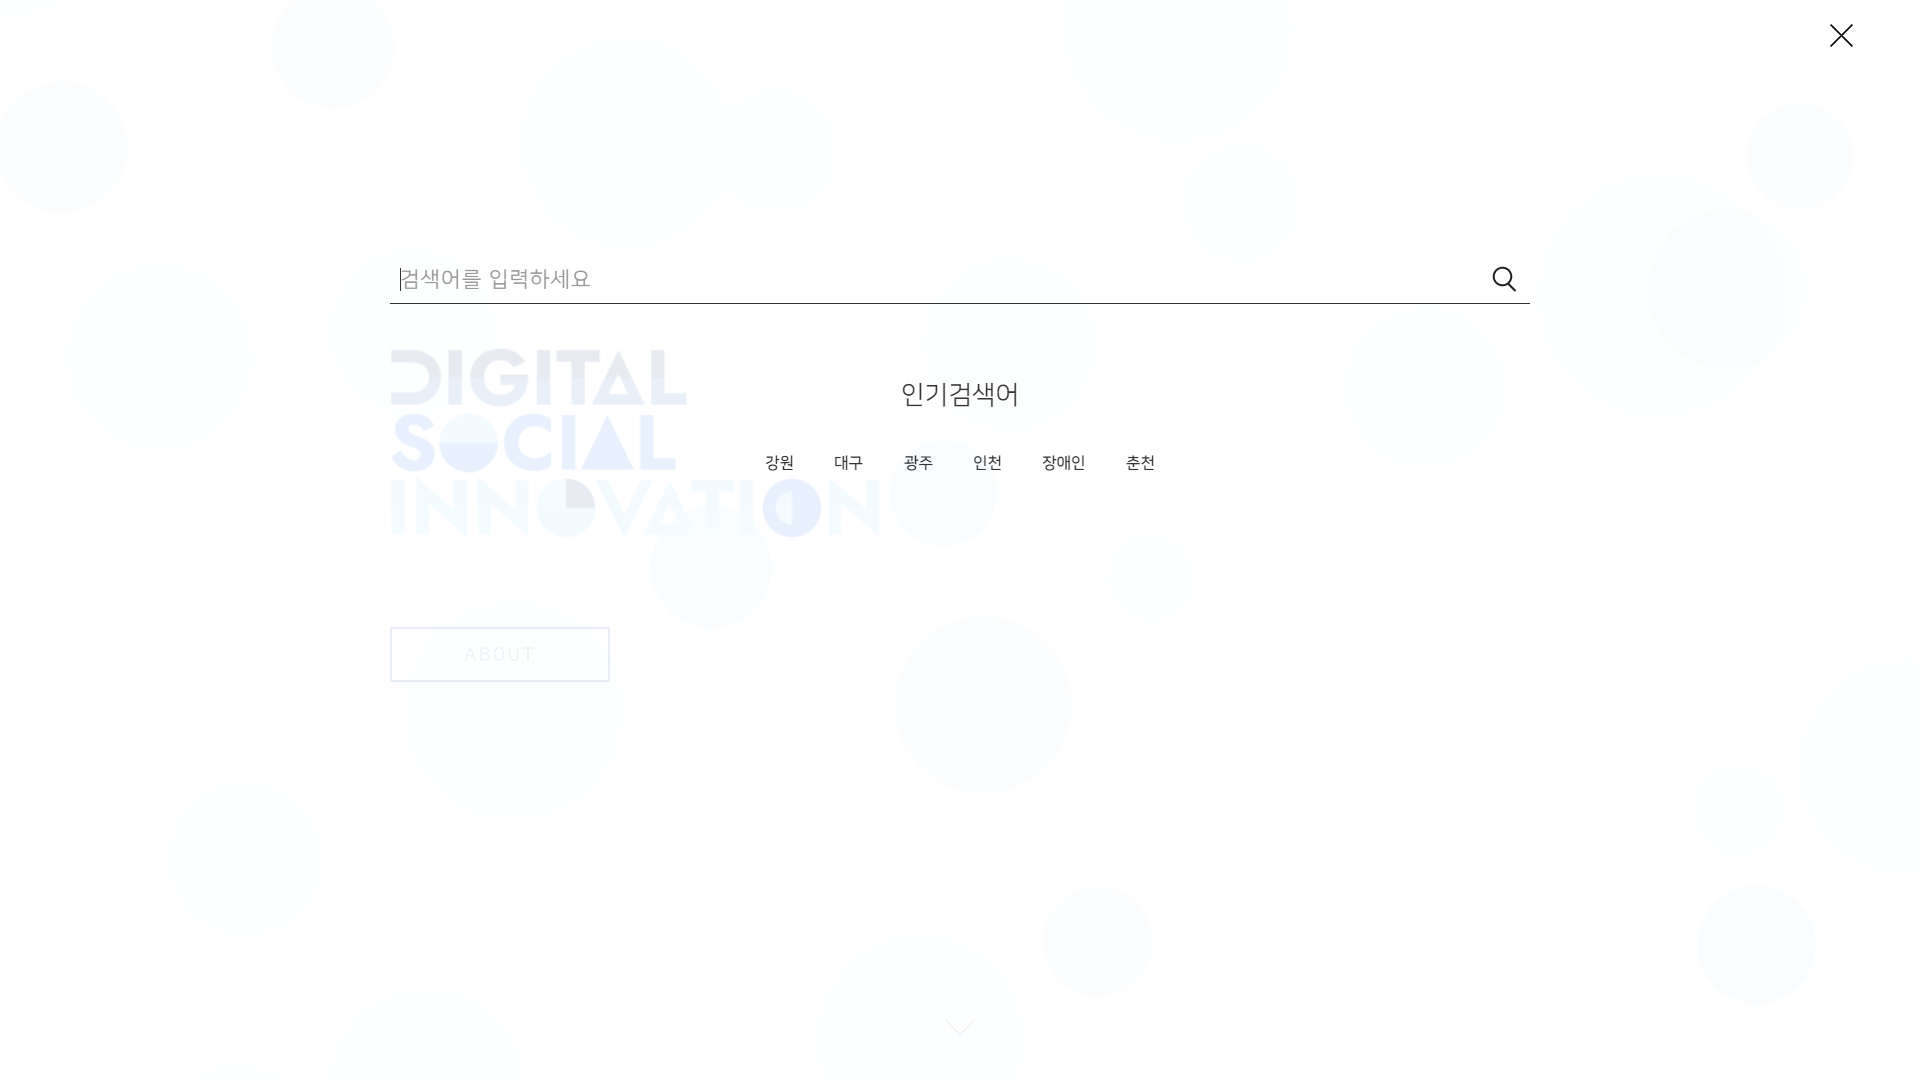 검색어를 입력하세요
DIGITAL
SOCIAL
INNOVATION
인기검색어
강원 대구 광주 인천 장애인 춘천
ABOUT